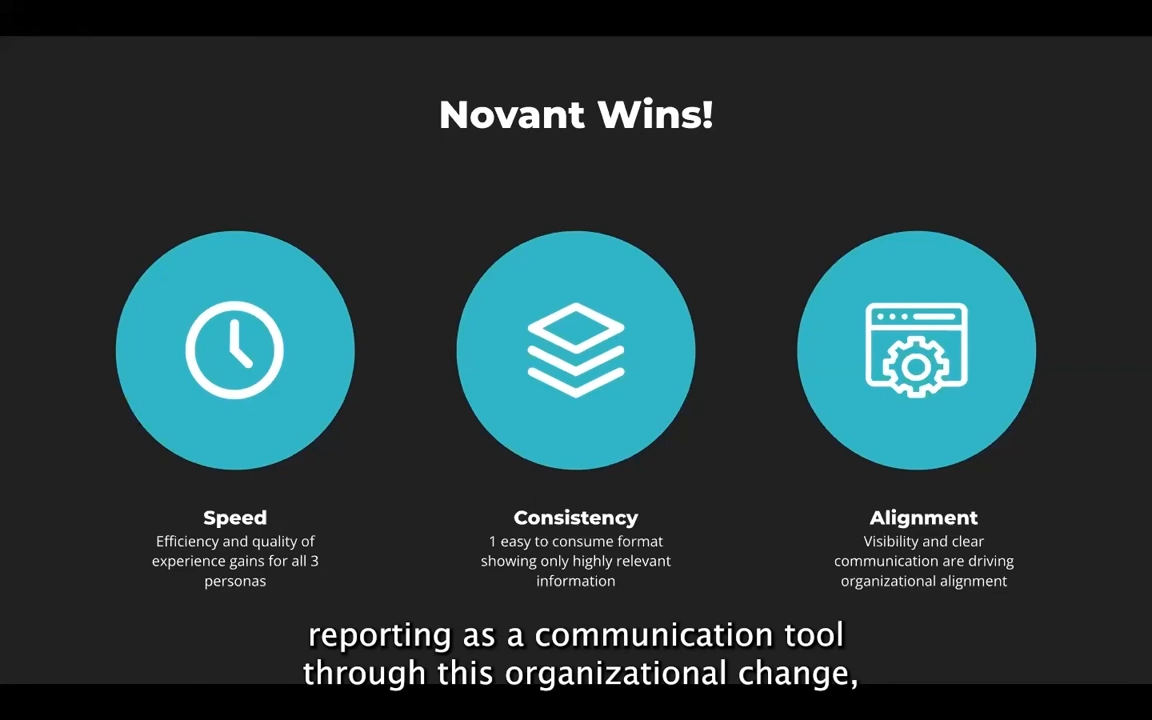 Novant Wins!
Speed
Efficiency and quality of
experience gains for all 3
personas
Consistency
1 easy to consume format
showing only highly relevant
information
Alignment
Visibility and clear
communication are driving
organizational alignment
reporting as a communication tool
through this organizational change,